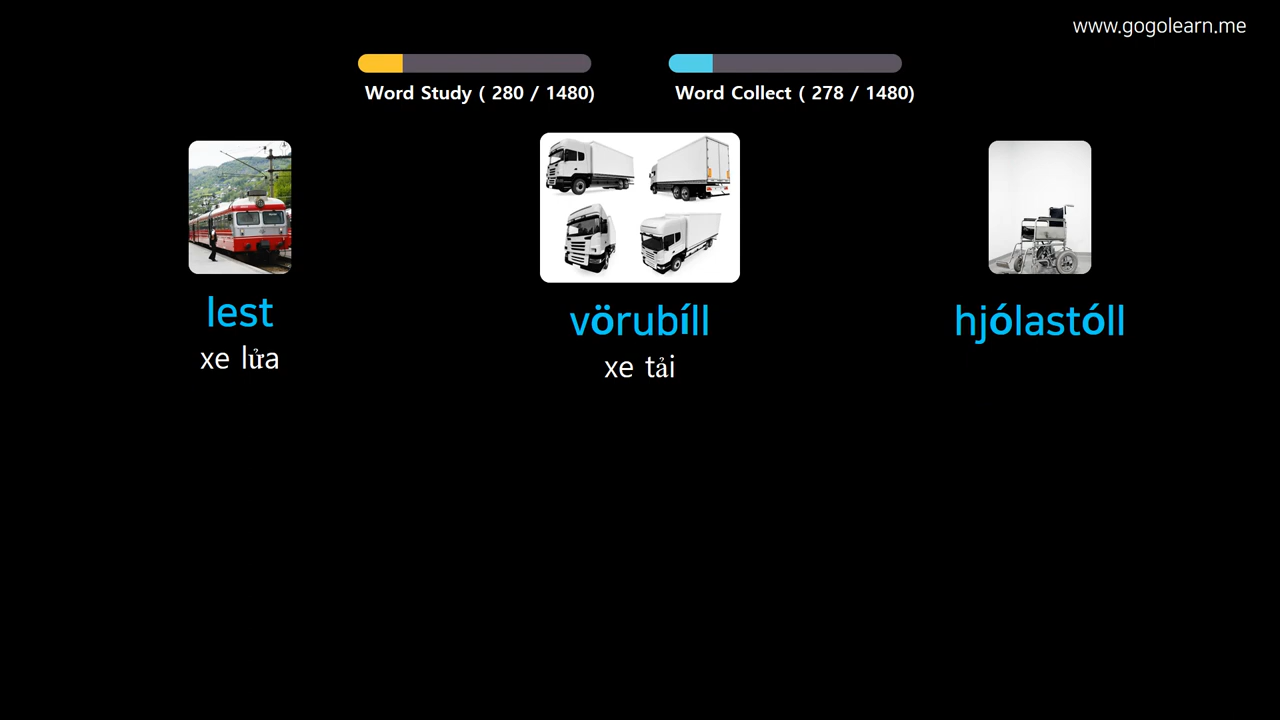 www.gogolearn.me
Word Study ( 280 / 1480)
Word Collect ( 278 / 1480)
lest
xe lửa
vörubíll
xe tải
hjólastóll